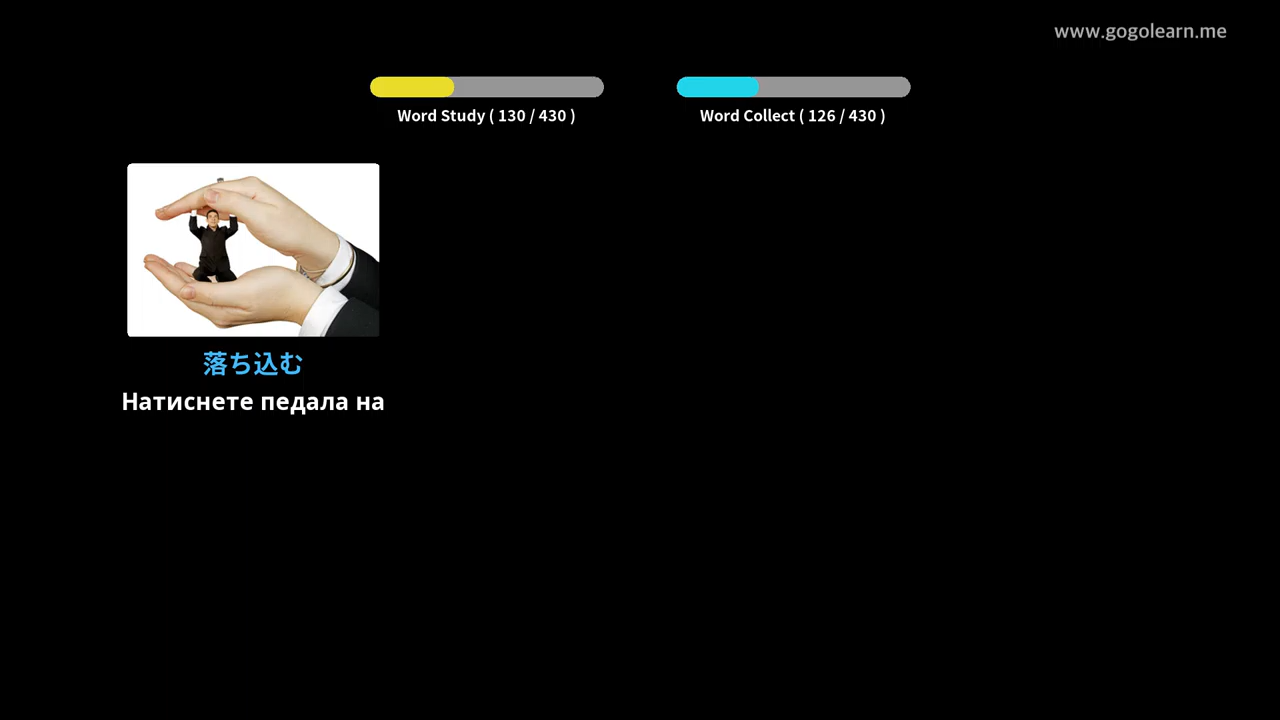 www.gogolearn.me
Word Study ( 130 / 430 )
Word Collect ( 126 / 430 )
落ち込む
Натиснете педала на